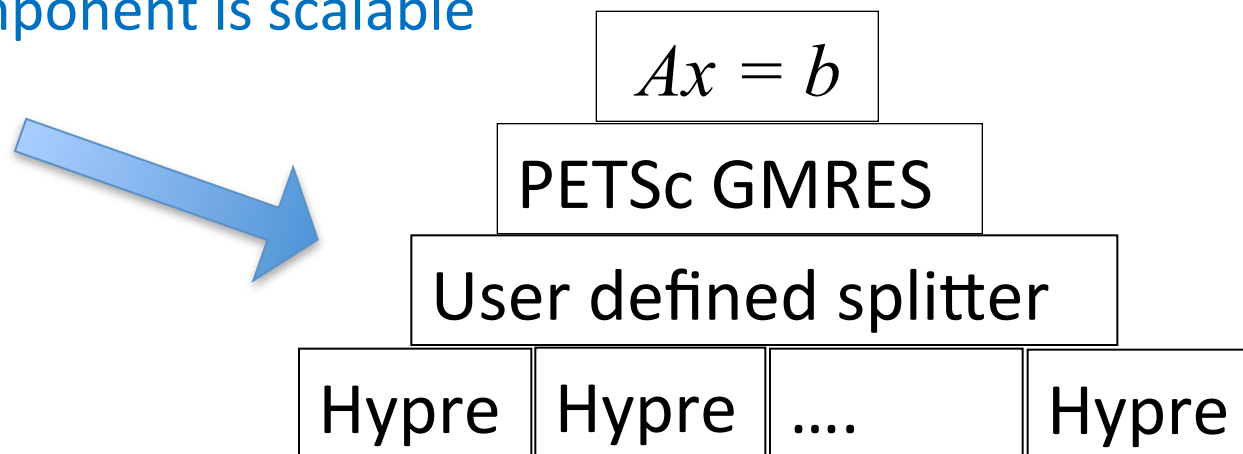 is scalable
Ax = b
PETSc GMRES
User defined splitter
Hypre Hypre .... Hypre